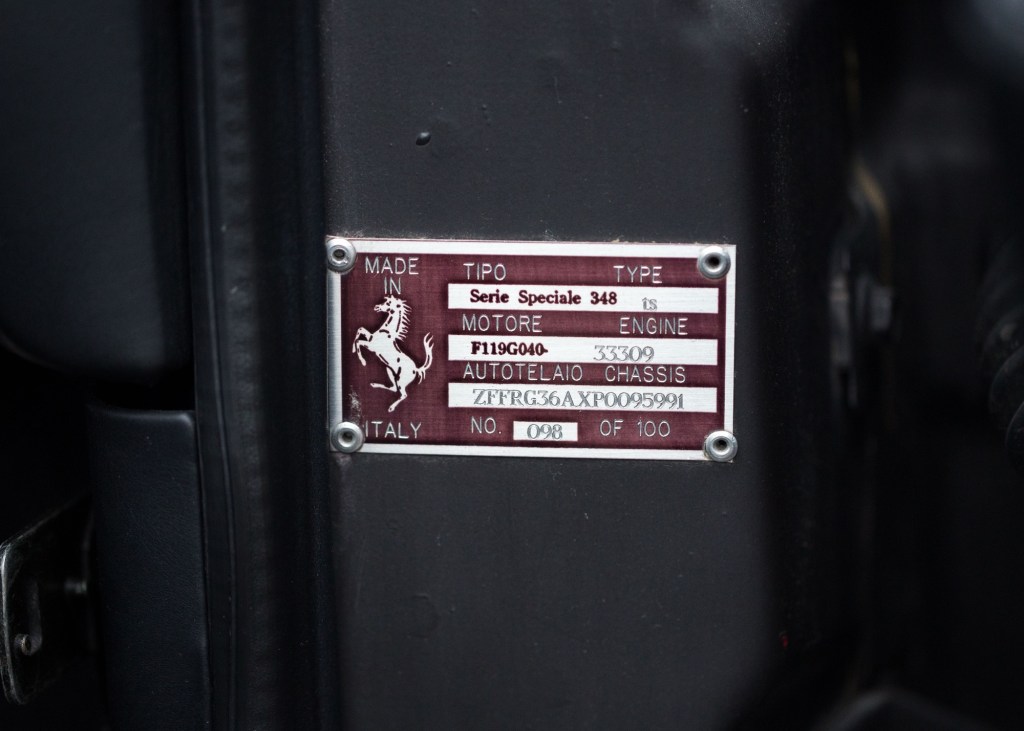 MADE
IN
ITALY
TIPO TYPE
Serie Speciale 348 ts
MOTORE ENGINE
F119G040- 33309
AUTOTELAIO CHASSIS
ZFFRG36AXP0095991
NO. 098 OF 100